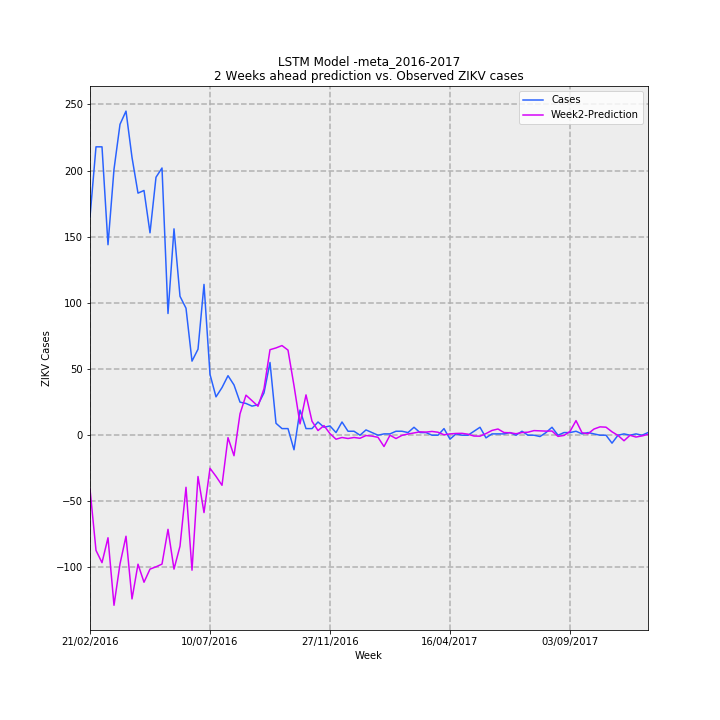 LSTM Model -meta_2016-2017
2 Weeks ahead prediction vs. Observed ZIKV cases
Cases
Week2-Prediction
250
200
150
100
50
0
−50
−100
ZIKV Cases
21/02/2016
10/07/2016
27/11/2016
16/04/2017
03/09/2017
Week